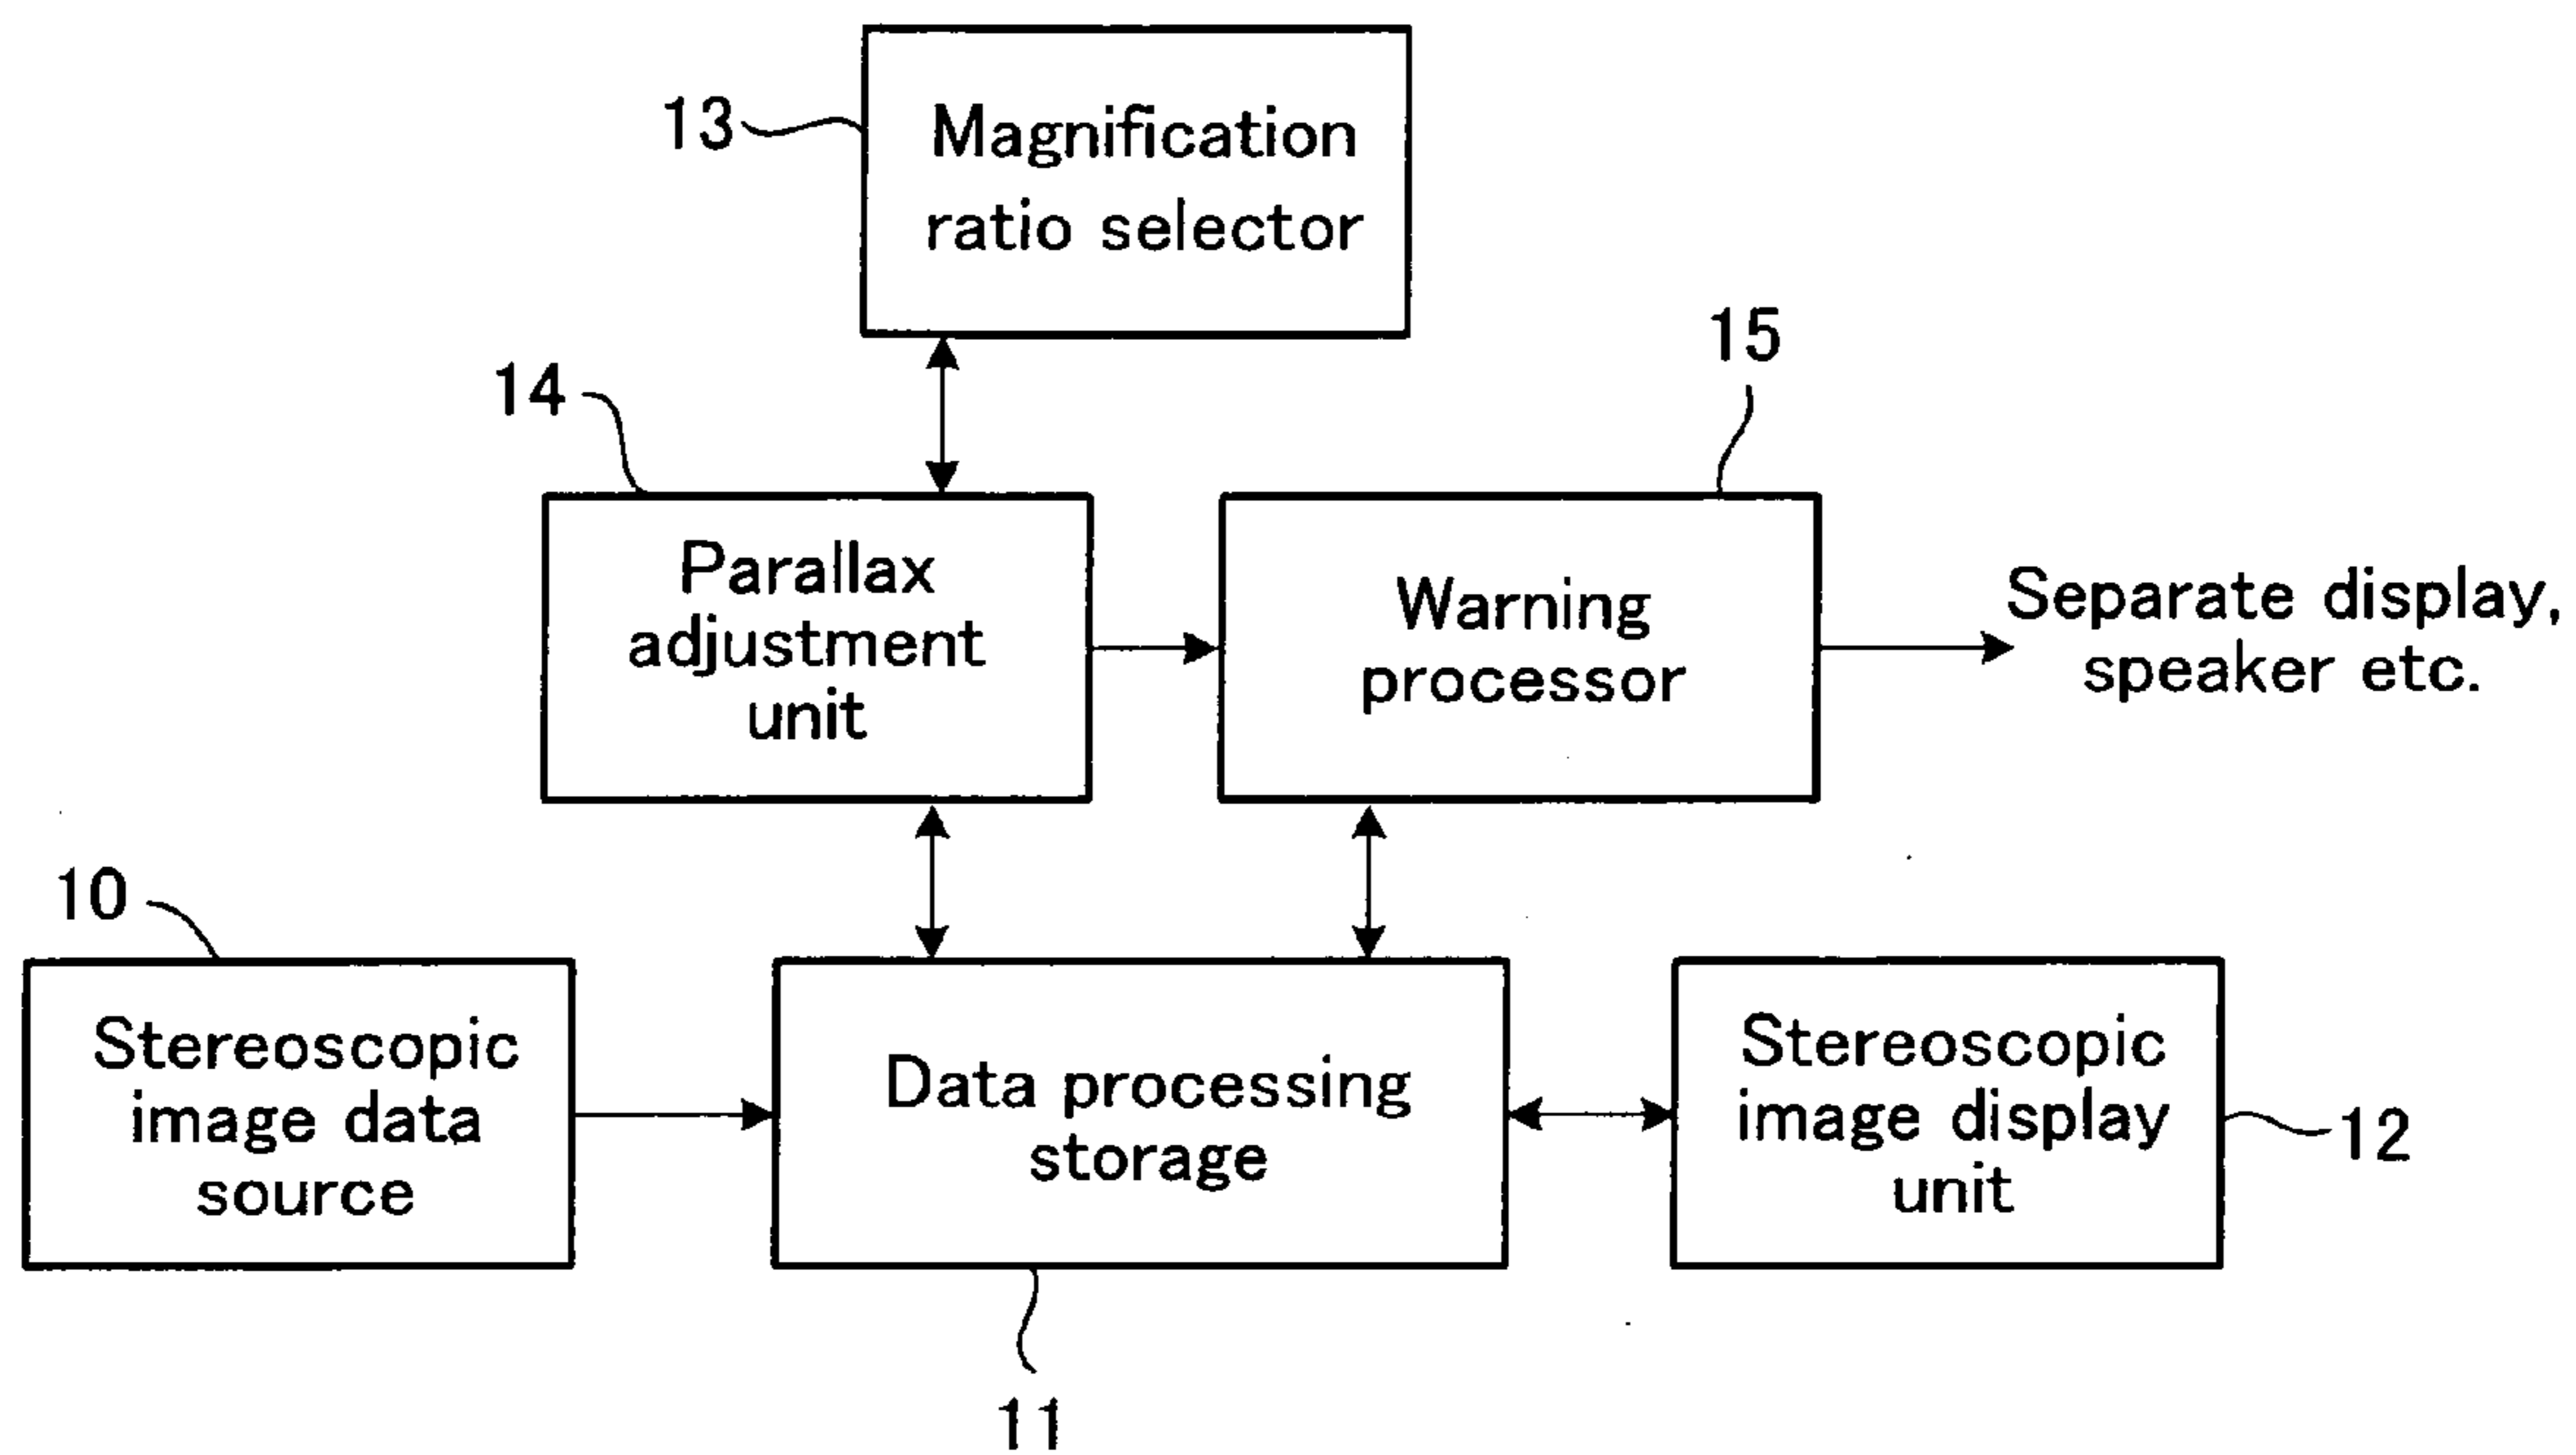 13
Magnification
ratio selector
14
15
Parallax
adjustment
unit
Warning
processor
Separate display,
speaker etc.
10
Stereoscopic
image data
source
Data processing
storage
Stereoscopic
image display
unit
12
11